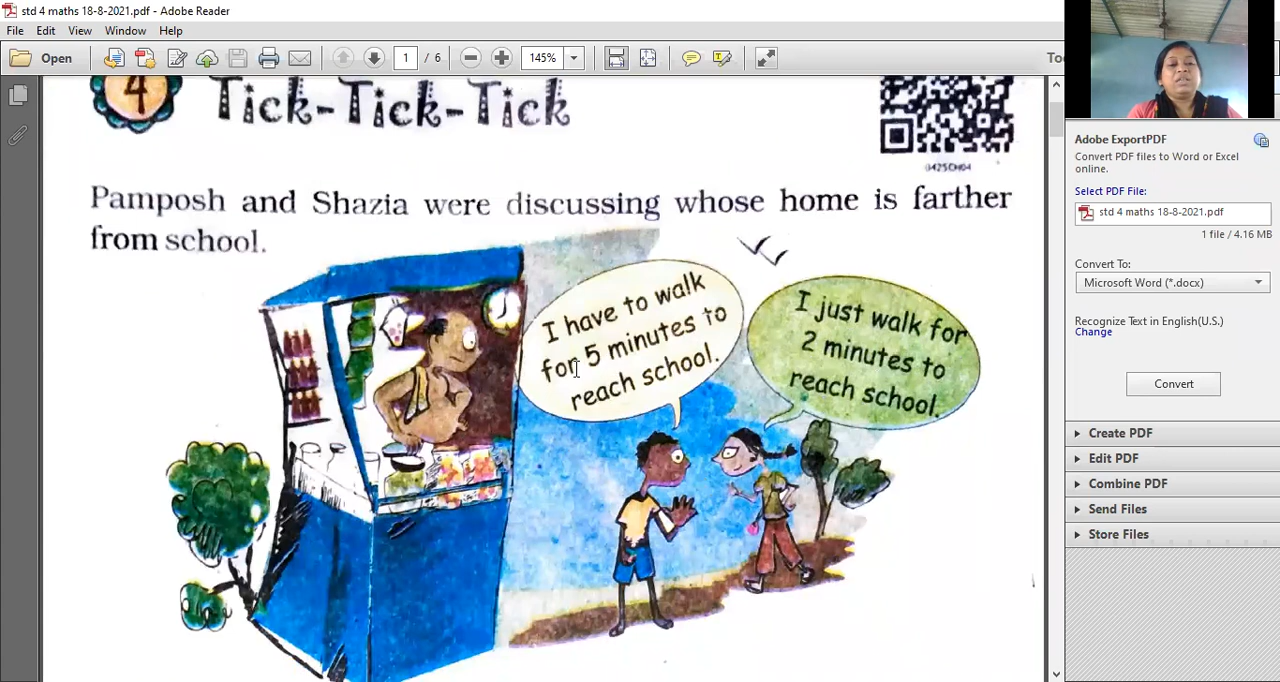 std 4 maths 18-8-2021.pdf - Adobe Reader
File Edit View Window Help
Open 1 / 6 145%
4 Tick-Tick-Tick
0425CH04
Pamposh and Shazia were discussing whose home is farther
from school.
I have to walk
for 5 minutes to
reach school.
I just walk for
2 minutes to
reach school.
Adobe ExportPDF
Convert PDF files to Word or Excel
online.
Select PDF File:
std 4 maths 18-8-2021.pdf
1 file / 4.16 MB
Convert To:
Microsoft Word (*.docx)
Recognize Text in English(U.S.)
Change
Convert
Create PDF
Edit PDF
Combine PDF
Send Files
Store Files